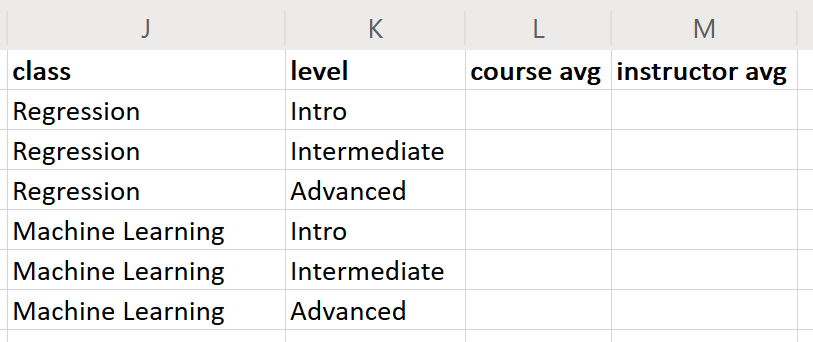 J K L M
class level course avg instructor avg
Regression Intro
Regression Intermediate
Regression Advanced
Machine Learning Intro
Machine Learning Intermediate
Machine Learning Advanced